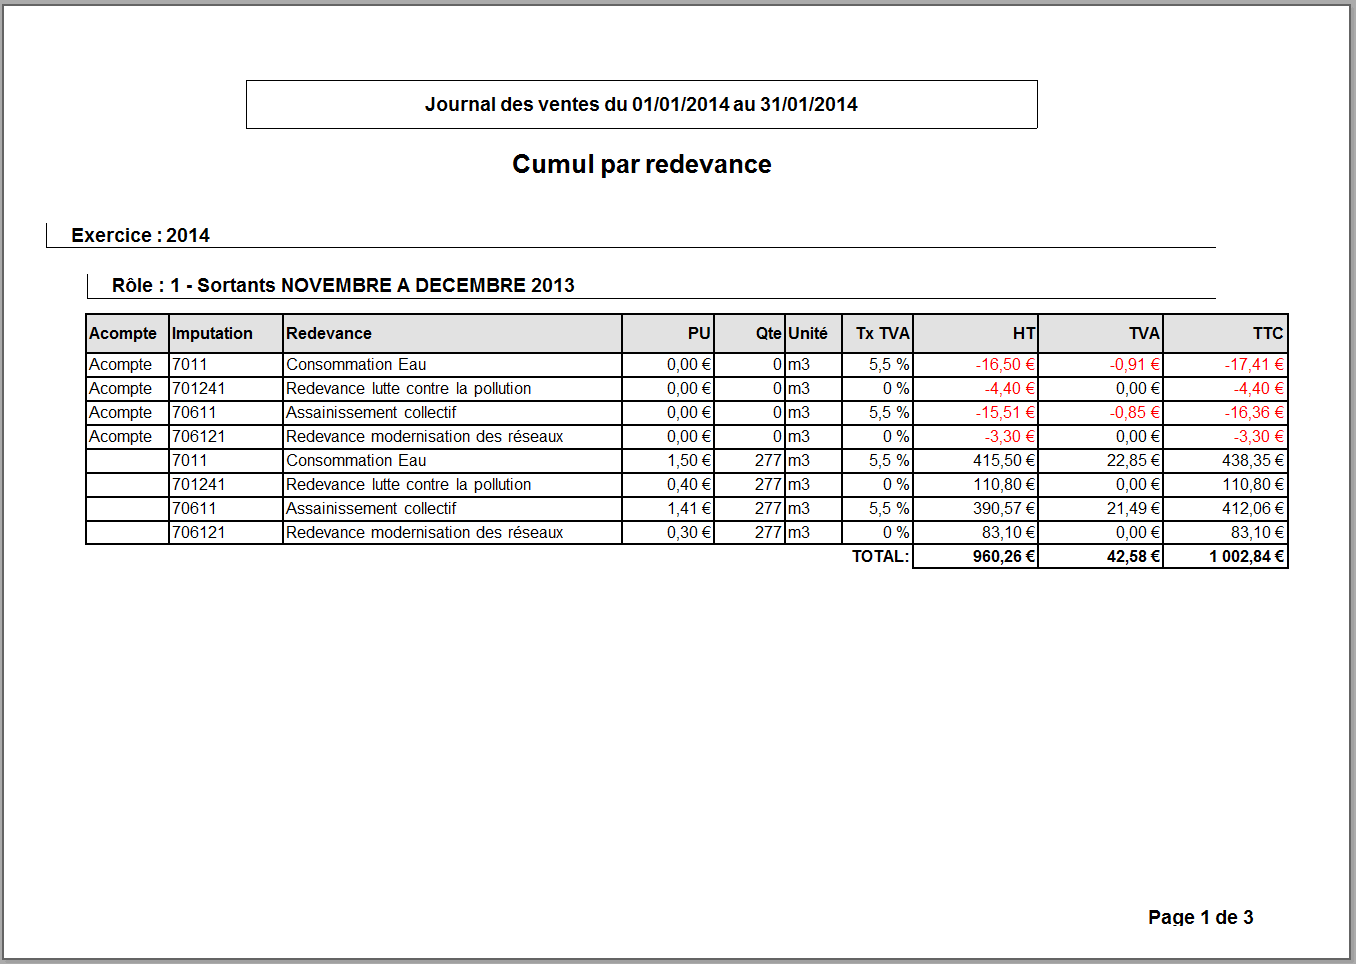 Journal des ventes du 01/01/2014 au 31/01/2014
Cumul par redevance
Exercice : 2014
Rôle : 1 - Sortants NOVEMBRE A DECEMBRE 2013
Acompte Imputation Redevance PU Qte Unité Tx TVA HT TVA TTC
Acompte 7011 Consommation Eau 0,00 € 0 m3 5,5 % -16,50 € -0,91 € -17,41 €
Acompte 701241 Redevance lutte contre la pollution 0,00 € 0 m3 0 % -4,40 € 0,00 € -4,40 €
Acompte 70611 Assainissement collectif 0,00 € 0 m3 5,5 % -15,51 € -0,85 € -16,36 €
Acompte 706121 Redevance modernisation des réseaux 0,00 € 0 m3 0 % -3,30 € 0,00 € -3,30 €
7011 Consommation Eau 1,50 € 277 m3 5,5 % 415,50 € 22,85 € 438,35 €
701241 Redevance lutte contre la pollution 0,40 € 277 m3 0 % 110,80 € 0,00 € 110,80 €
70611 Assainissement collectif 1,41 € 277 m3 5,5 % 390,57 € 21,49 € 412,06 €
706121 Redevance modernisation des réseaux 0,30 € 277 m3 0 % 83,10 € 0,00 € 83,10 €
TOTAL: 960,26 € 42,58 € 1 002,84 €
Page 1 de 3